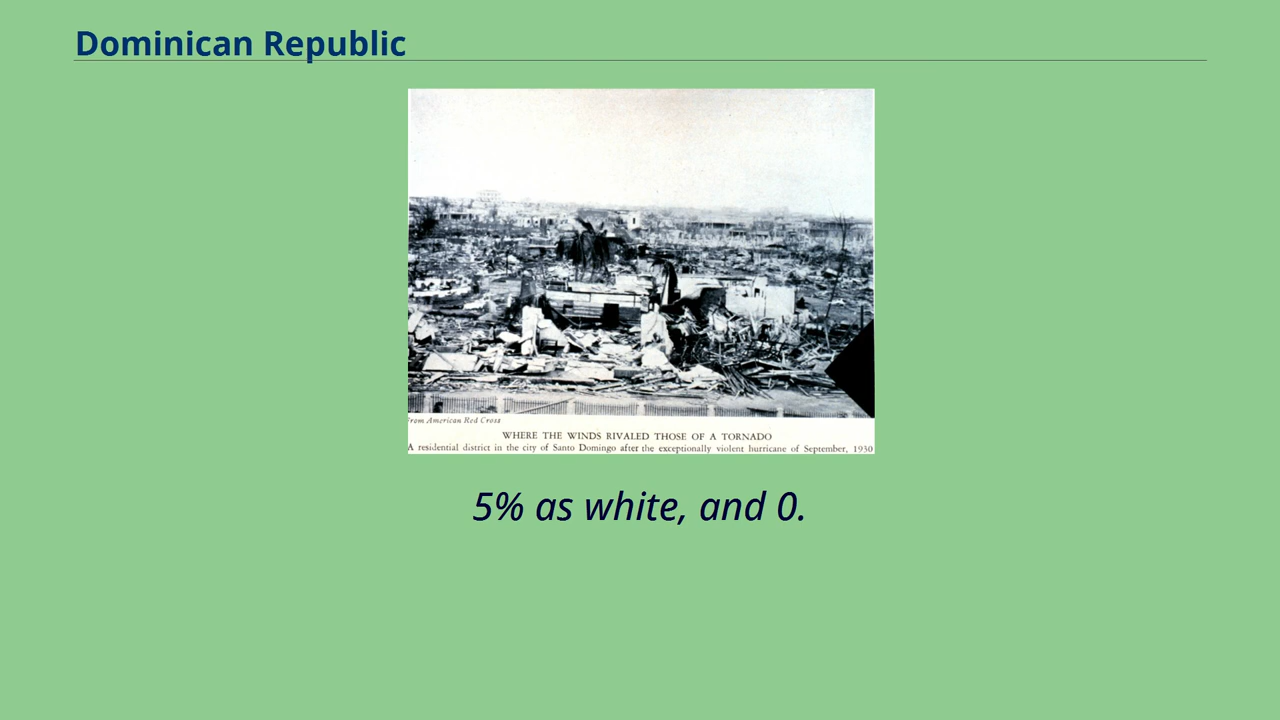 Dominican Republic
From American Red Cross
WHERE THE WINDS RIVALED THOSE OF A TORNADO
A residential district in the city of Santo Domingo after the exceptionally violent hurricane of September, 1930
5% as white, and 0.